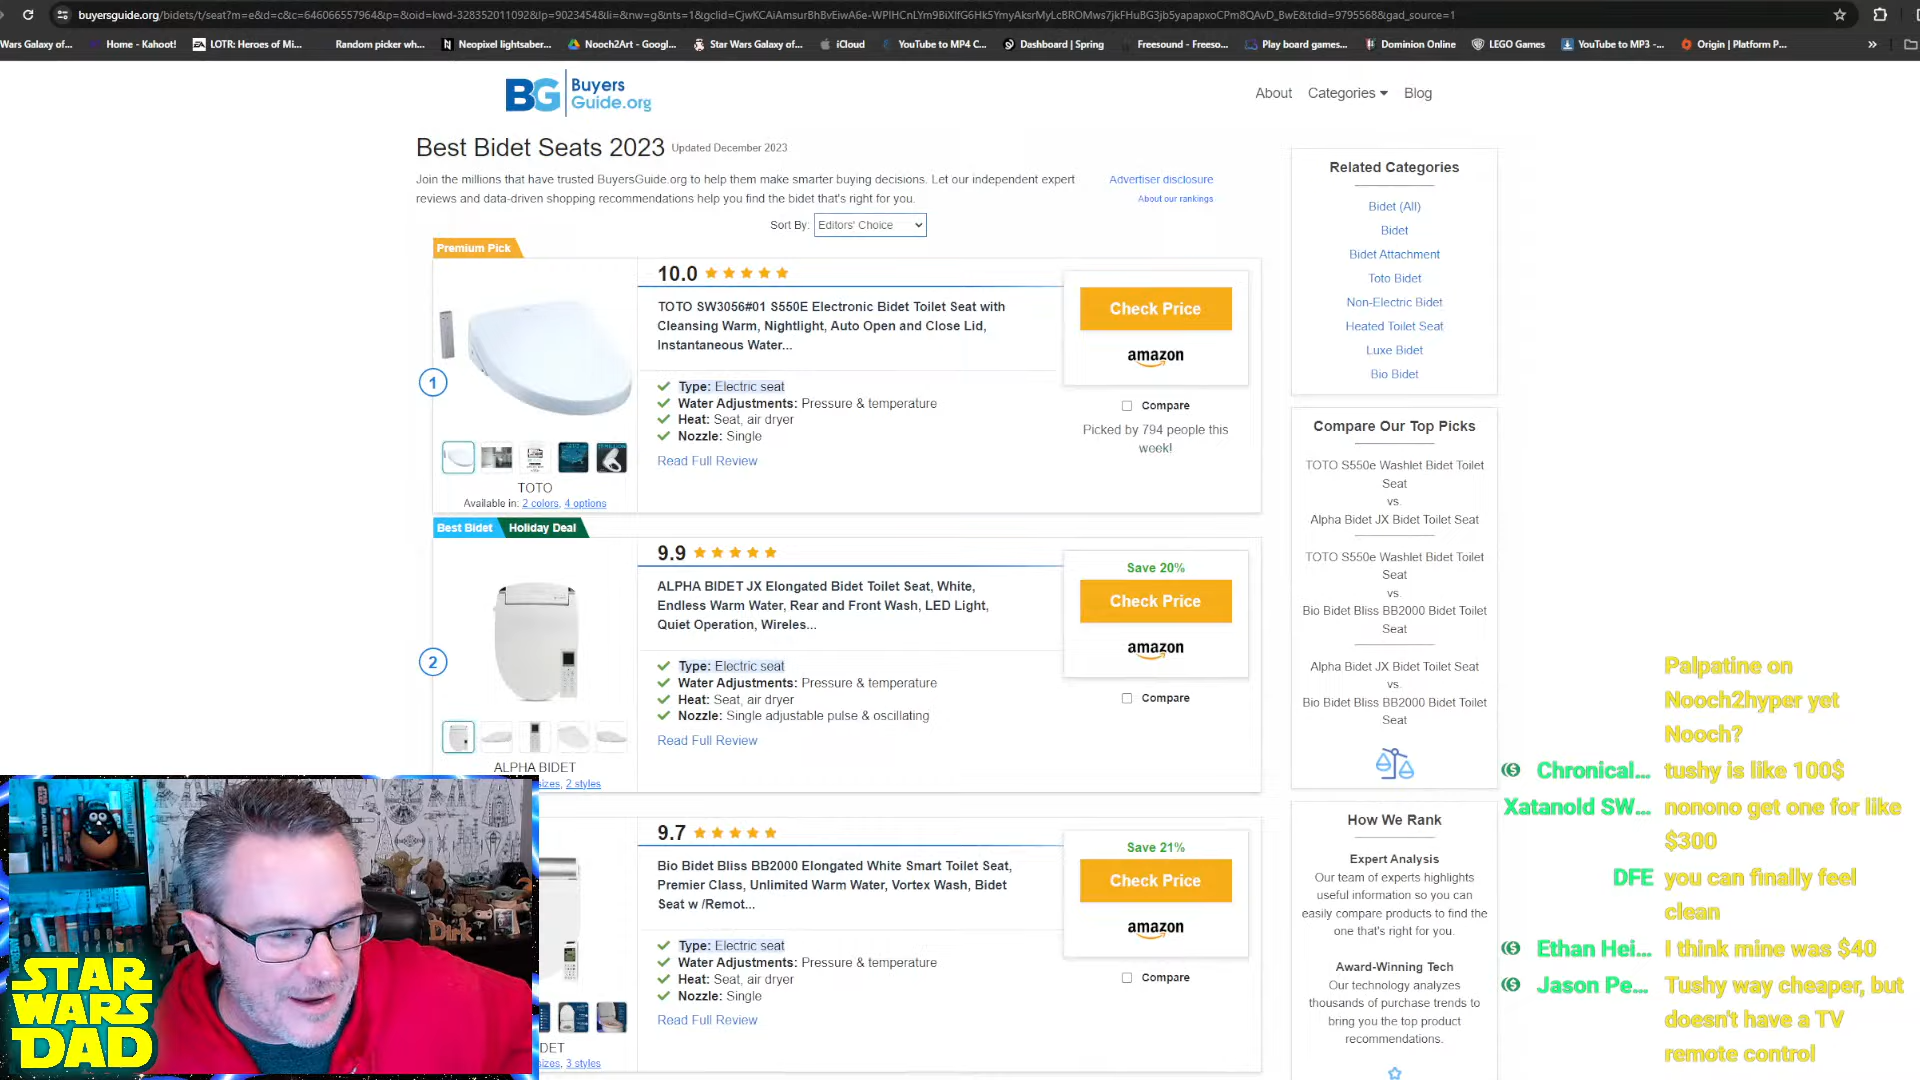 buyersguide.org/bidets/t/seat?m=e&d=c&c=646066557964&p=&oid=kwd-328352011092&lp=9023454&li=&nw=g&nts=1&gclid=CjwKCAiAmsurBhBvEiwA6e-WPIHCnLYm9BiXlfG6Hk5YmyAksrMyLcBROMws7jkFHuBG3jb5yapapxoCPm8QAvD_BwE&tdid=9795568&gad_source=1
Wars Galaxy of... Home - Kahoot! LOTR: Heroes of Mi... Random picker wh... Neopixel lightsaber... Nooch2Art - Googl... Star Wars Galaxy of... iCloud YouTube to MP4 C... Dashboard | Spring Freesound - Freeso... Play board games... Dominion Online LEGO Games YouTube to MP3 -... Origin | Platform P... »
BG Buyers
Guide.org
About Categories Blog
Best Bidet Seats 2023 Updated December 2023
Join the millions that have trusted BuyersGuide.org to help them make smarter buying decisions. Let our independent expert
reviews and data-driven shopping recommendations help you find the bidet that's right for you.
Advertiser disclosure
About our rankings
Sort By: Editors' Choice
Premium Pick
1
10.0
TOTO SW3056#01 S550E Electronic Bidet Toilet Seat with
Cleansing Warm, Nightlight, Auto Open and Close Lid,
Instantaneous Water...
Type: Electric seat
Water Adjustments: Pressure & temperature
Heat: Seat, air dryer
Nozzle: Single
Read Full Review
TOTO
Available in: 2 colors, 4 options
Check Price
amazon
Compare
Picked by 794 people this
week!
Best Bidet Holiday Deal
2
9.9
ALPHA BIDET JX Elongated Bidet Toilet Seat, White,
Endless Warm Water, Rear and Front Wash, LED Light,
Quiet Operation, Wireles...
Type: Electric seat
Water Adjustments: Pressure & temperature
Heat: Seat, air dryer
Nozzle: Single adjustable pulse & oscillating
Read Full Review
ALPHA BIDET
sizes, 2 styles
Save 20%
Check Price
amazon
Compare
9.7
Bio Bidet Bliss BB2000 Elongated White Smart Toilet Seat,
Premier Class, Unlimited Warm Water, Vortex Wash, Bidet
Seat w /Remot...
Type: Electric seat
Water Adjustments: Pressure & temperature
Heat: Seat, air dryer
Nozzle: Single
Read Full Review
DET
sizes, 3 styles
Save 21%
Check Price
amazon
Compare
Related Categories
Bidet (All)
Bidet
Bidet Attachment
Toto Bidet
Non-Electric Bidet
Heated Toilet Seat
Luxe Bidet
Bio Bidet
Compare Our Top Picks
TOTO S550e Washlet Bidet Toilet
Seat
vs.
Alpha Bidet JX Bidet Toilet Seat
TOTO S550e Washlet Bidet Toilet
Seat
vs.
Bio Bidet Bliss BB2000 Bidet Toilet
Seat
Alpha Bidet JX Bidet Toilet Seat
vs.
Bio Bidet Bliss BB2000 Bidet Toilet
Seat
How We Rank
Expert Analysis
Our team of experts highlights
useful information so you can
easily compare products to find the
one that's right for you.
Award-Winning Tech
Our technology analyzes
thousands of purchase trends to
bring you the top product
recommendations.
Palpatine on
Nooch2hyper yet
Nooch?
Chronical... tushy is like 100$
Xatanold SW... nonono get one for like
$300
DFE you can finally feel
clean
Ethan Hei... I think mine was $40
Jason Pe... Tushy way cheaper, but
doesn't have a TV
remote control
Dirk
STAR
WARS
DAD